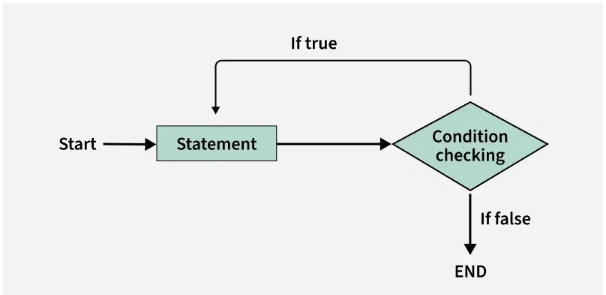 If true
Start
Statement
Condition
checking
If false
END